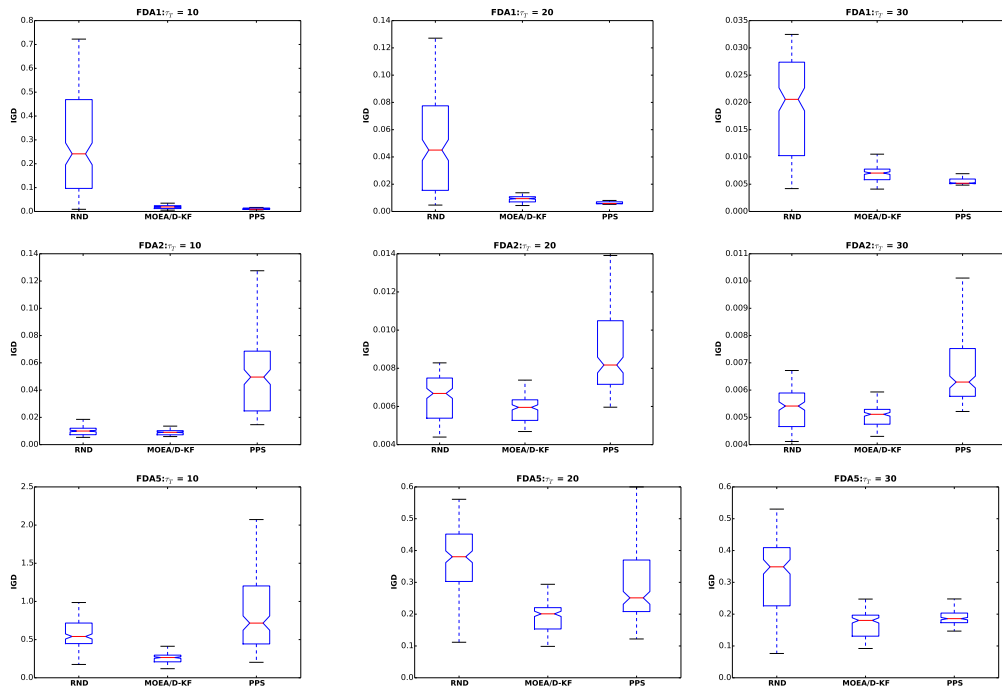 FDA1:τT = 10
0.8
0.7
0.6
0.5
0.4
0.3
0.2
0.1
0.0
IGD
RND MOEA/D-KF PPS
FDA1:τT = 20
0.14
0.12
0.10
0.08
0.06
0.04
0.02
0.00
IGD
RND MOEA/D-KF PPS
FDA1:τT = 30
0.035
0.030
0.025
0.020
0.015
0.010
0.005
0.000
IGD
RND MOEA/D-KF PPS
FDA2:τT = 10
0.14
0.12
0.10
0.08
0.06
0.04
0.02
0.00
IGD
RND MOEA/D-KF PPS
FDA2:τT = 20
0.014
0.012
0.010
0.008
0.006
0.004
IGD
RND MOEA/D-KF PPS
FDA2:τT = 30
0.011
0.010
0.009
0.008
0.007
0.006
0.005
0.004
IGD
RND MOEA/D-KF PPS
FDA5:τT = 10
2.5
2.0
1.5
1.0
0.5
0.0
IGD
RND MOEA/D-KF PPS
FDA5:τT = 20
0.6
0.5
0.4
0.3
0.2
0.1
0.0
IGD
RND MOEA/D-KF PPS
FDA5:τT = 30
0.6
0.5
0.4
0.3
0.2
0.1
0.0
IGD
RND MOEA/D-KF PPS